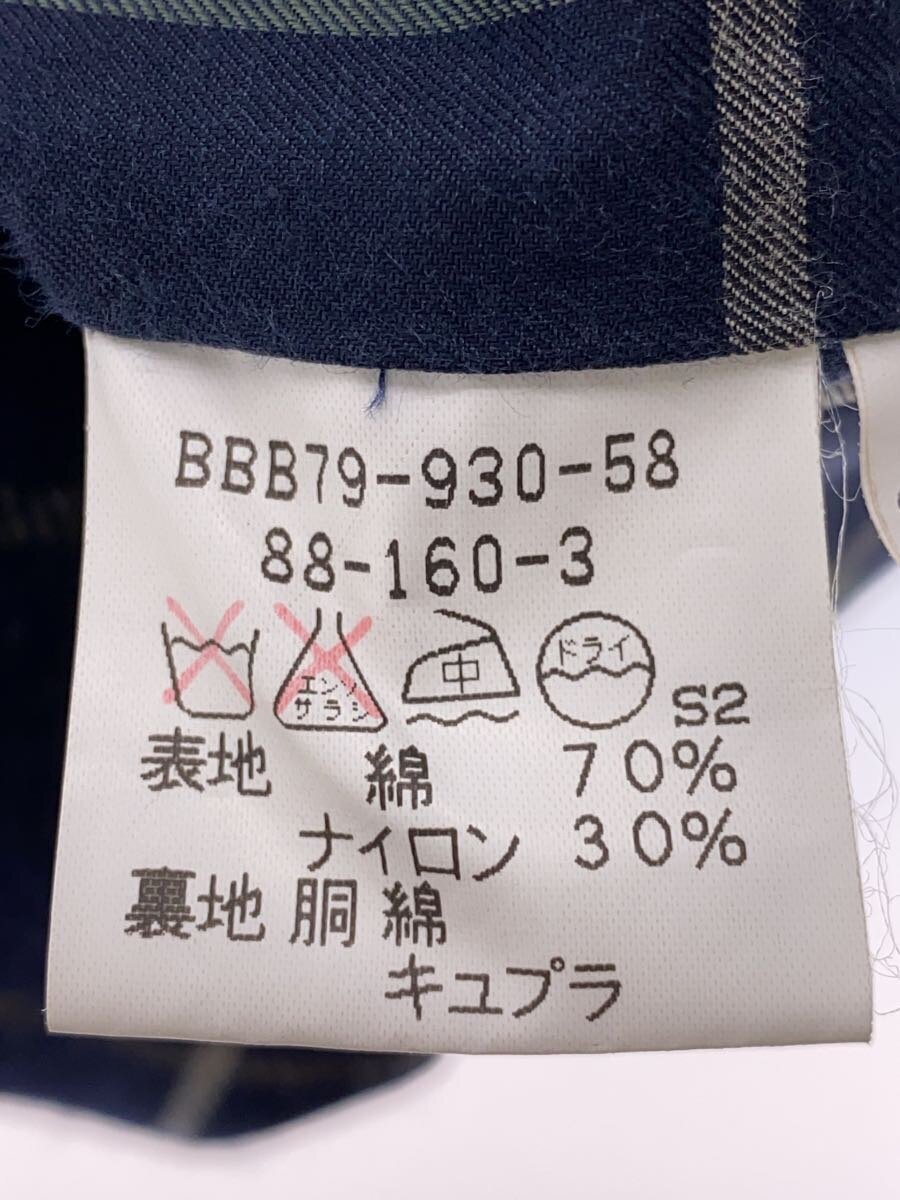 BBB79-930-58
88-160-3
エンソ
サラシ
中
ドライ
S2
表地 綿 70%
ナイロン 30%
裏地 胴 綿
キュプラ